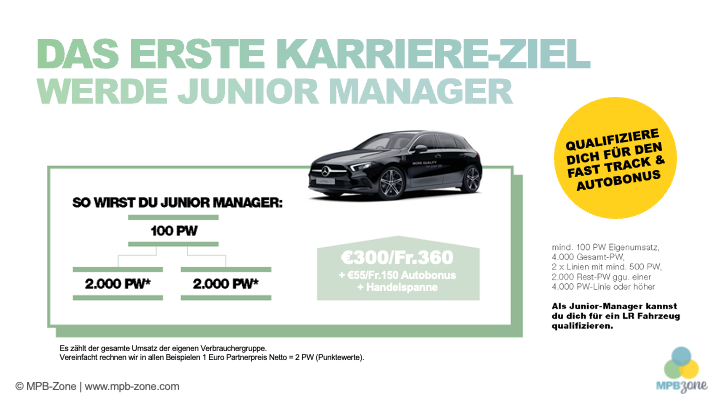 DAS ERSTE KARRIERE-ZIEL
WERDE JUNIOR MANAGER
QUALIFIZIERE
DICH FÜR DEN
FAST TRACK &
AUTOBONUS
SO WIRST DU JUNIOR MANAGER:
100 PW
2.000 PW*
2.000 PW*
€300/Fr.360
+ €55/Fr.150 Autobonus
+ Handelspanne
mind. 100 PW Eigenumsatz,
4.000 Gesamt-PW,
2 x Linien mit mind. 500 PW,
2.000 Rest-PW ggü. einer
4.000 PW-Linie oder höher
Als Junior-Manager kannst
du dich für ein LR Fahrzeug
qualifizieren.
Es zählt der gesamte Umsatz der eigenen Verbrauchergruppe.
Vereinfacht rechnen wir in allen Beispielen 1 Euro Partnerpreis Netto = 2 PW (Punktewerte).
© MPB-Zone | www.mpb-zone.com
MPBzone